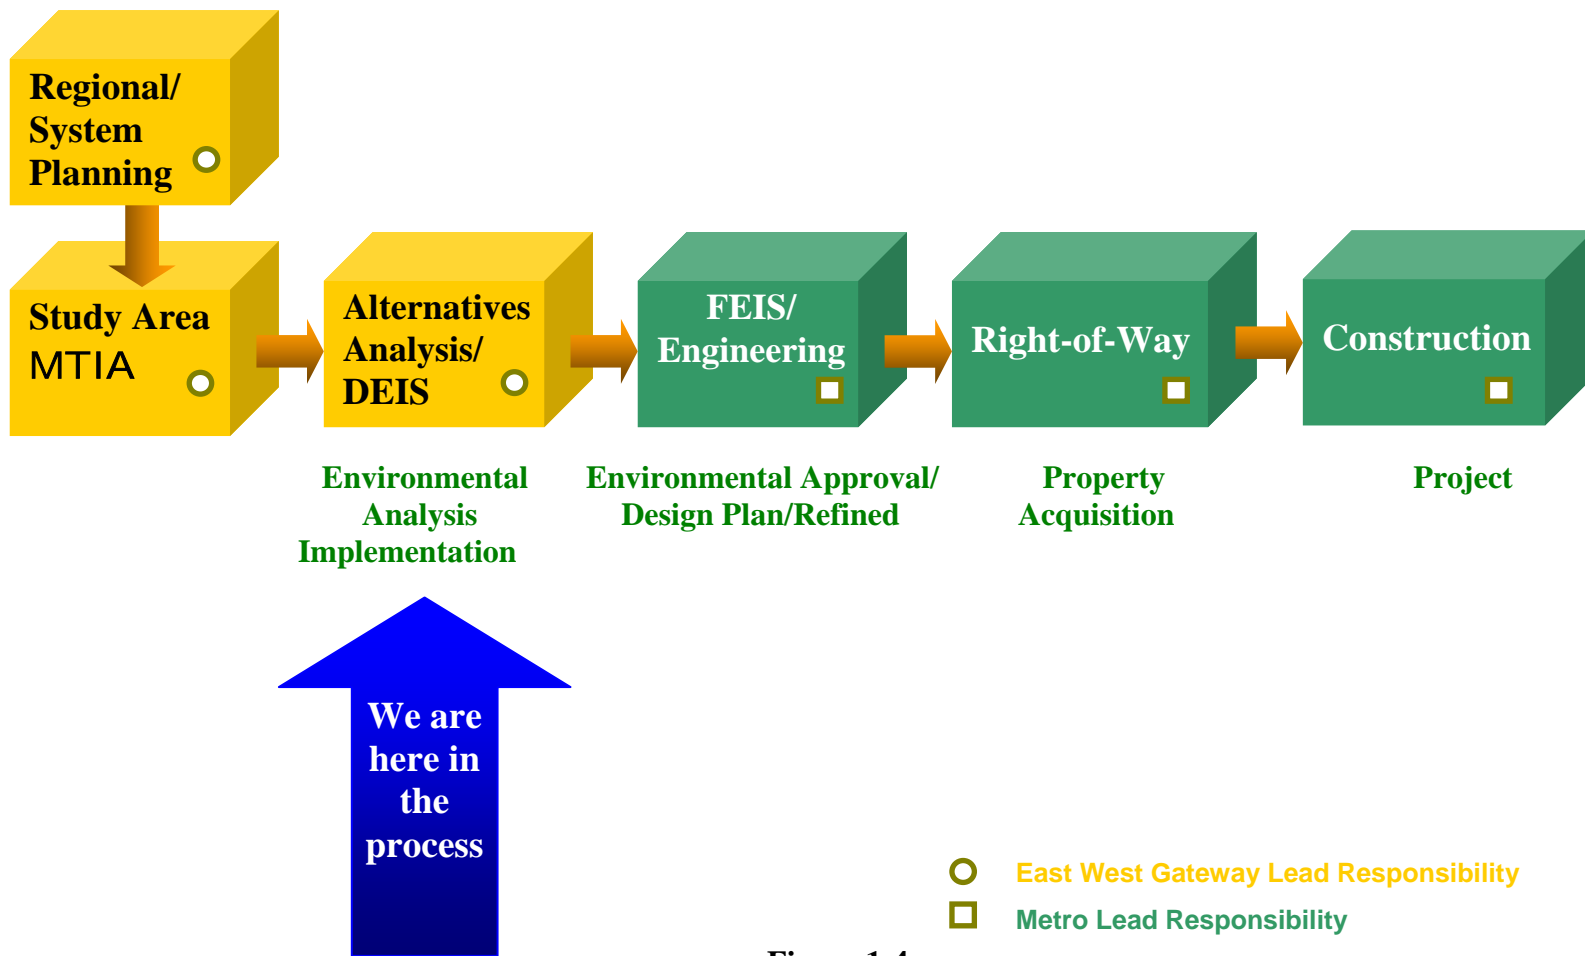 Regional/
System
Planning
Study Area
MTIA
Alternatives
Analysis/
DEIS
FEIS/
Engineering
Right-of-Way
Construction
Environmental
Analysis
Implementation
Environmental Approval/
Design Plan/Refined
Property
Acquisition
Project
We are
here in
the
process
East West Gateway Lead Responsibility
Metro Lead Responsibility